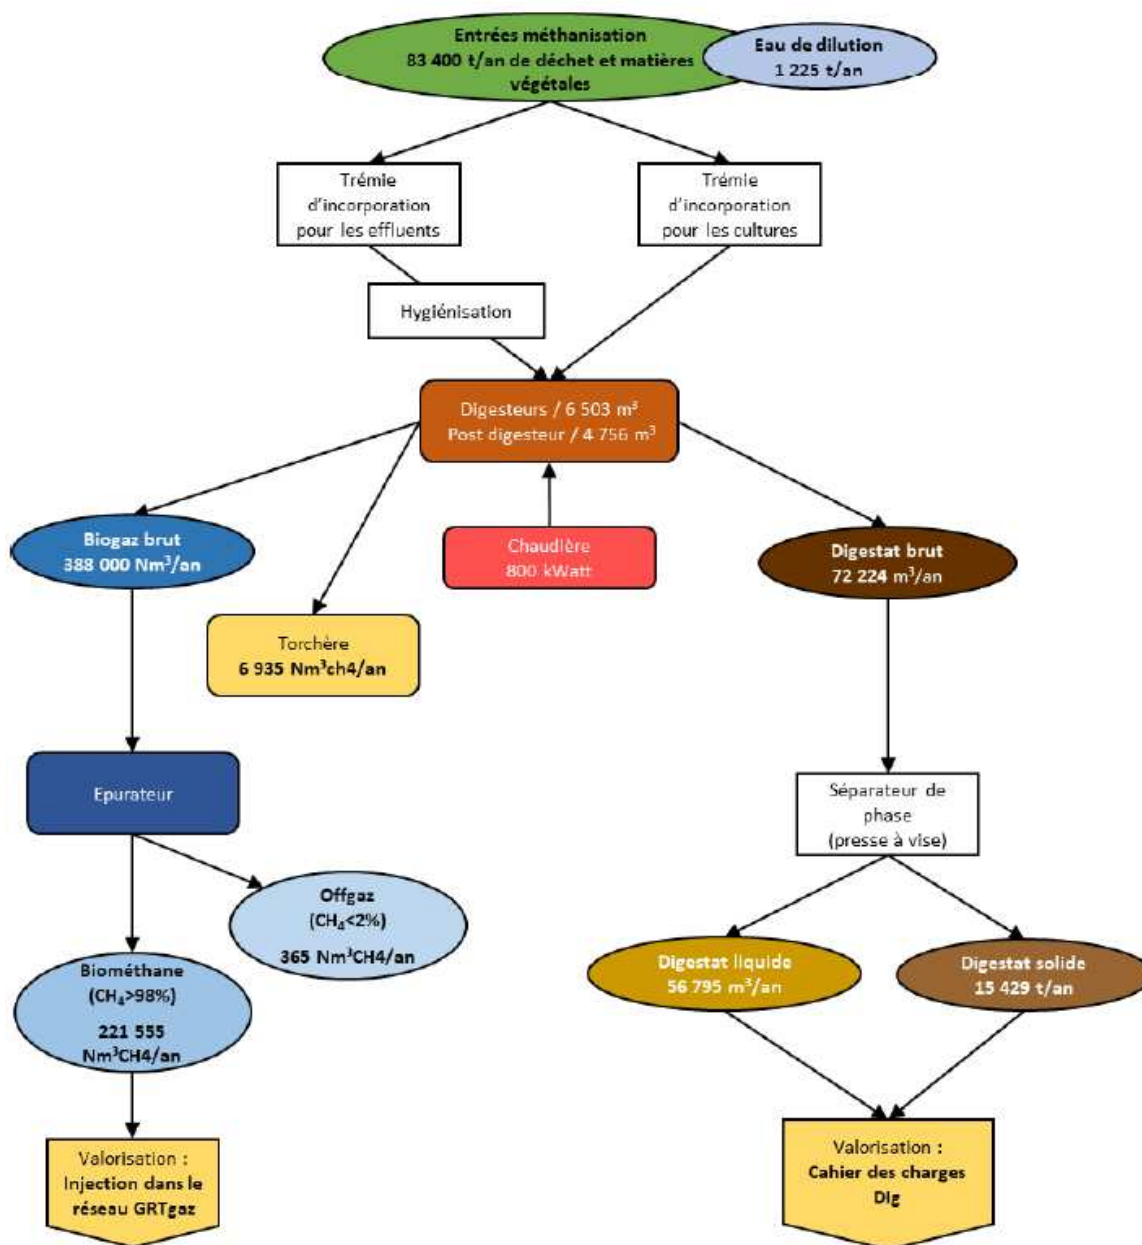 Entrées méthanisation
83 400 t/an de déchet et matières
végétales
Eau de dilution
1 225 t/an
Trémie
d'incorporation
pour les effluents
Trémie
d'incorporation
pour les cultures
Hygiénisation
Digesteurs / 6 503 m³
Post digesteur / 4 756 m³
Biogaz brut
388 000 Nm³/an
Chaudière
800 kWatt
Digestat brut
72 224 m³/an
Torchère
6 935 Nm³ch4/an
Epurateur
Séparateur de
phase
(presse à vise)
Offgaz
(CH₄<2%)
365 Nm³CH4/an
Biométhane
(CH₄>98%)
221 555
Nm³CH4/an
Digestat liquide
56 795 m³/an
Digestat solide
15 429 t/an
Valorisation :
Injection dans le
réseau GRTgaz
Valorisation :
Cahier des charges
Dig